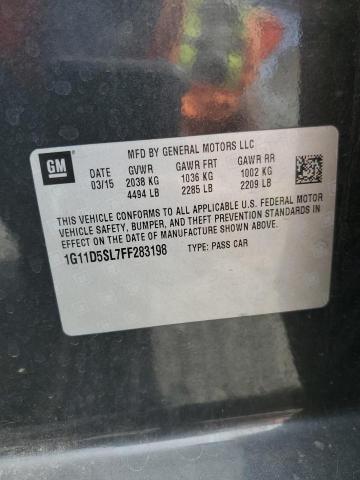 GM
MFD BY GENERAL MOTORS LLC
DATE GVWR GAWR FRT GAWR RR
03/15 2038 KG 1036 KG 1002 KG
4494 LB 2285 LB 2209 LB
THIS VEHICLE CONFORMS TO ALL APPLICABLE U.S. FEDERAL MOTOR
VEHICLE SAFETY, BUMPER, AND THEFT PREVENTION STANDARDS IN
EFFECT ON THE DATE OF MANUFACTURE SHOWN ABOVE.
1G11D5SL7FF283198 TYPE: PASS CAR